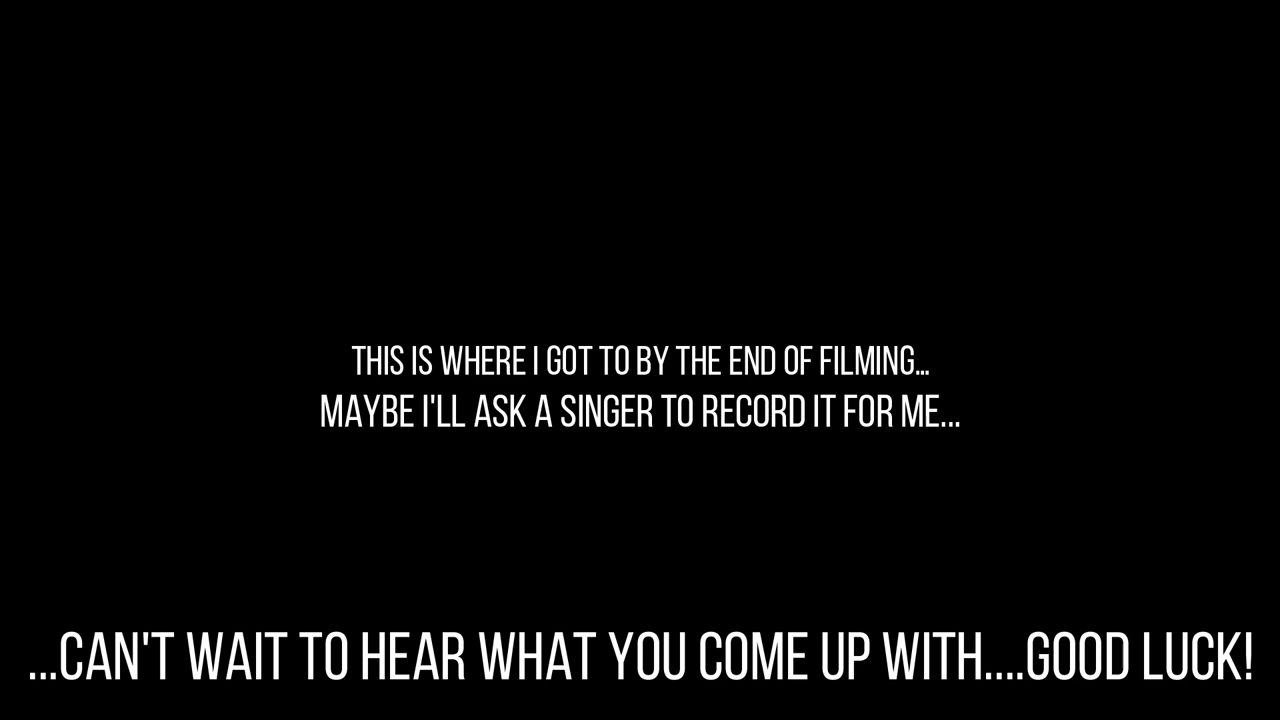 THIS IS WHERE I GOT TO BY THE END OF FILMING...
MAYBE I'LL ASK A SINGER TO RECORD IT FOR ME...
...CAN'T WAIT TO HEAR WHAT YOU COME UP WITH....GOOD LUCK!